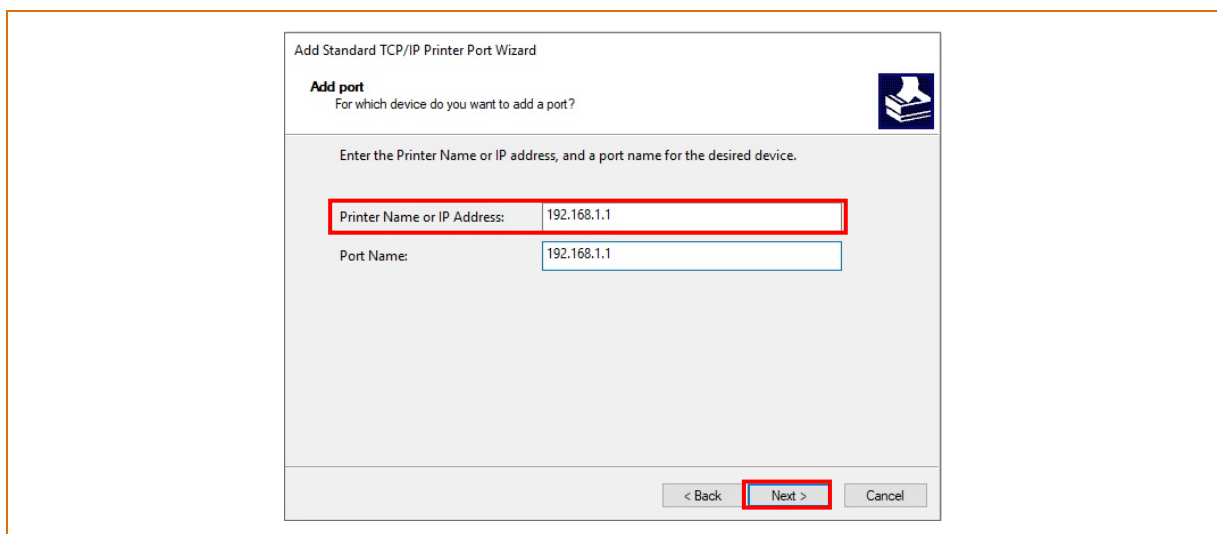 Add Standard TCP/IP Printer Port Wizard
Add port
For which device do you want to add a port?
Enter the Printer Name or IP address, and a port name for the desired device.
Printer Name or IP Address: 192.168.1.1
Port Name: 192.168.1.1
< Back Next > Cancel